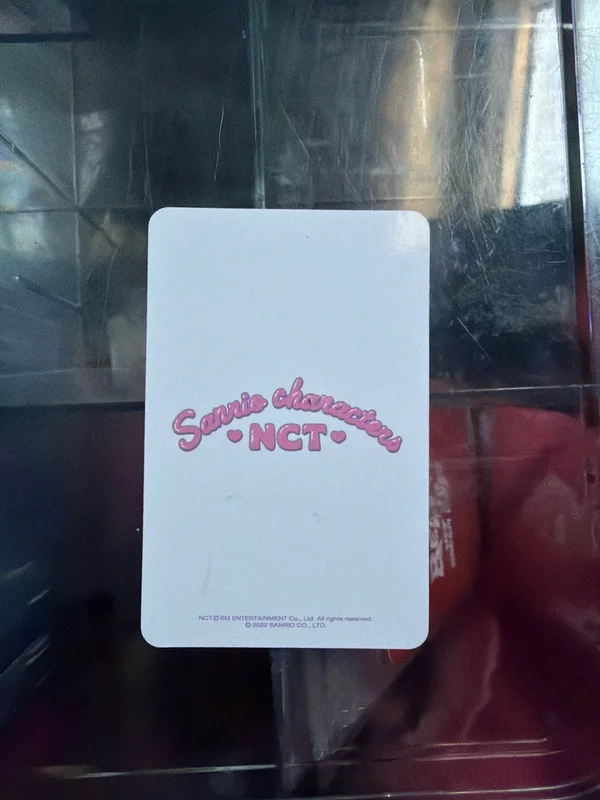 Sanrio characters
NCT
NCT © SM ENTERTAINMENT Co., Ltd. All rights reserved.
© 2022 SANRIO CO., LTD.